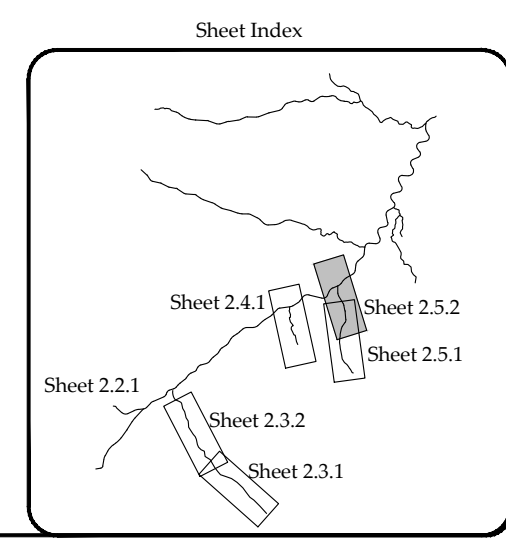 Sheet Index
Sheet 2.4.1
Sheet 2.5.2
Sheet 2.5.1
Sheet 2.2.1
Sheet 2.3.2
Sheet 2.3.1